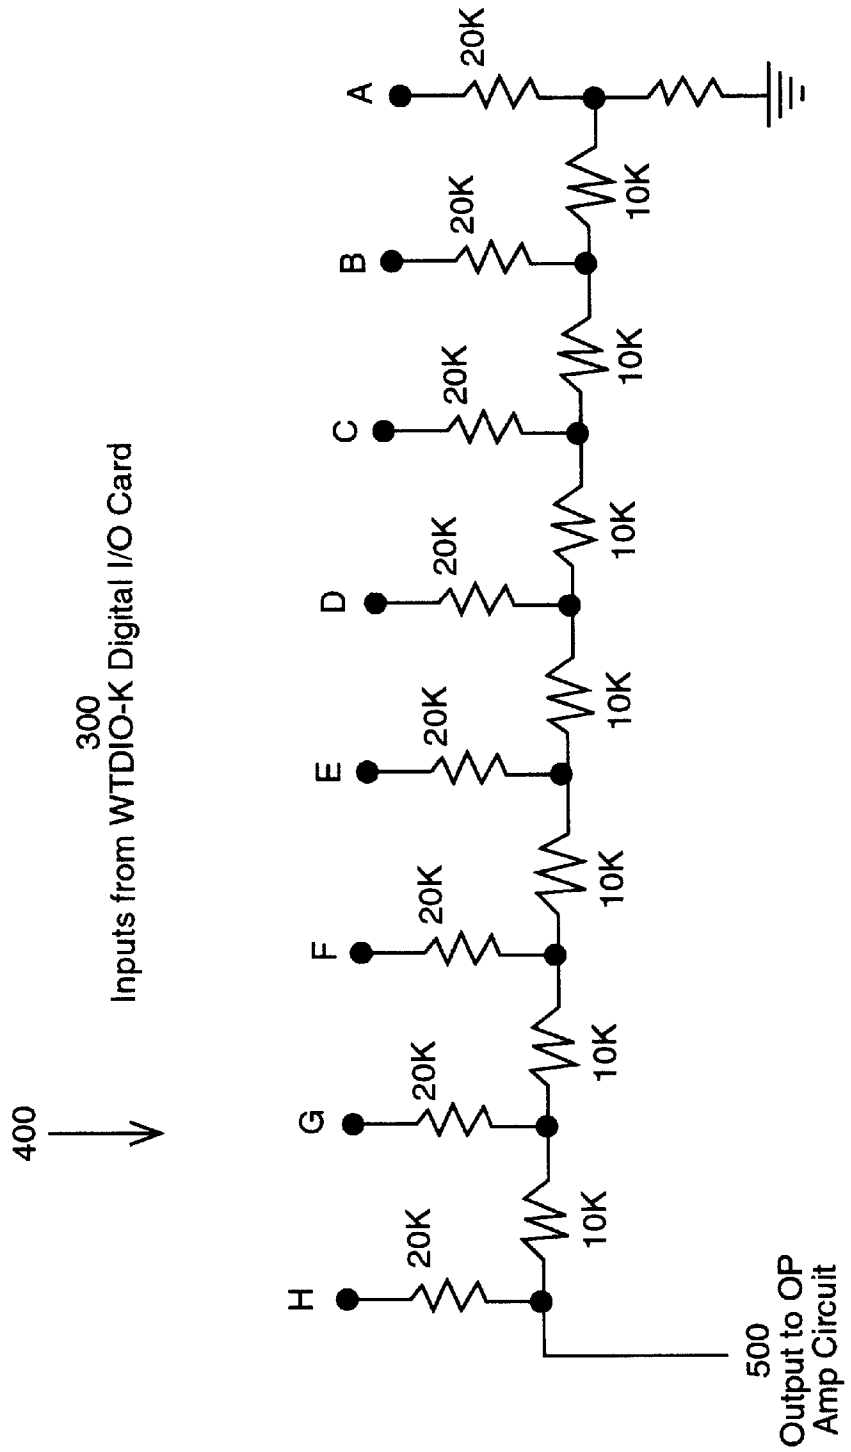 400
300
Inputs from WTDIO-K Digital I/O Card
H
G
F
E
D
C
B
A
20K
20K
20K
20K
20K
20K
20K
20K
10K
10K
10K
10K
10K
10K
10K
500
Output to OP
Amp Circuit